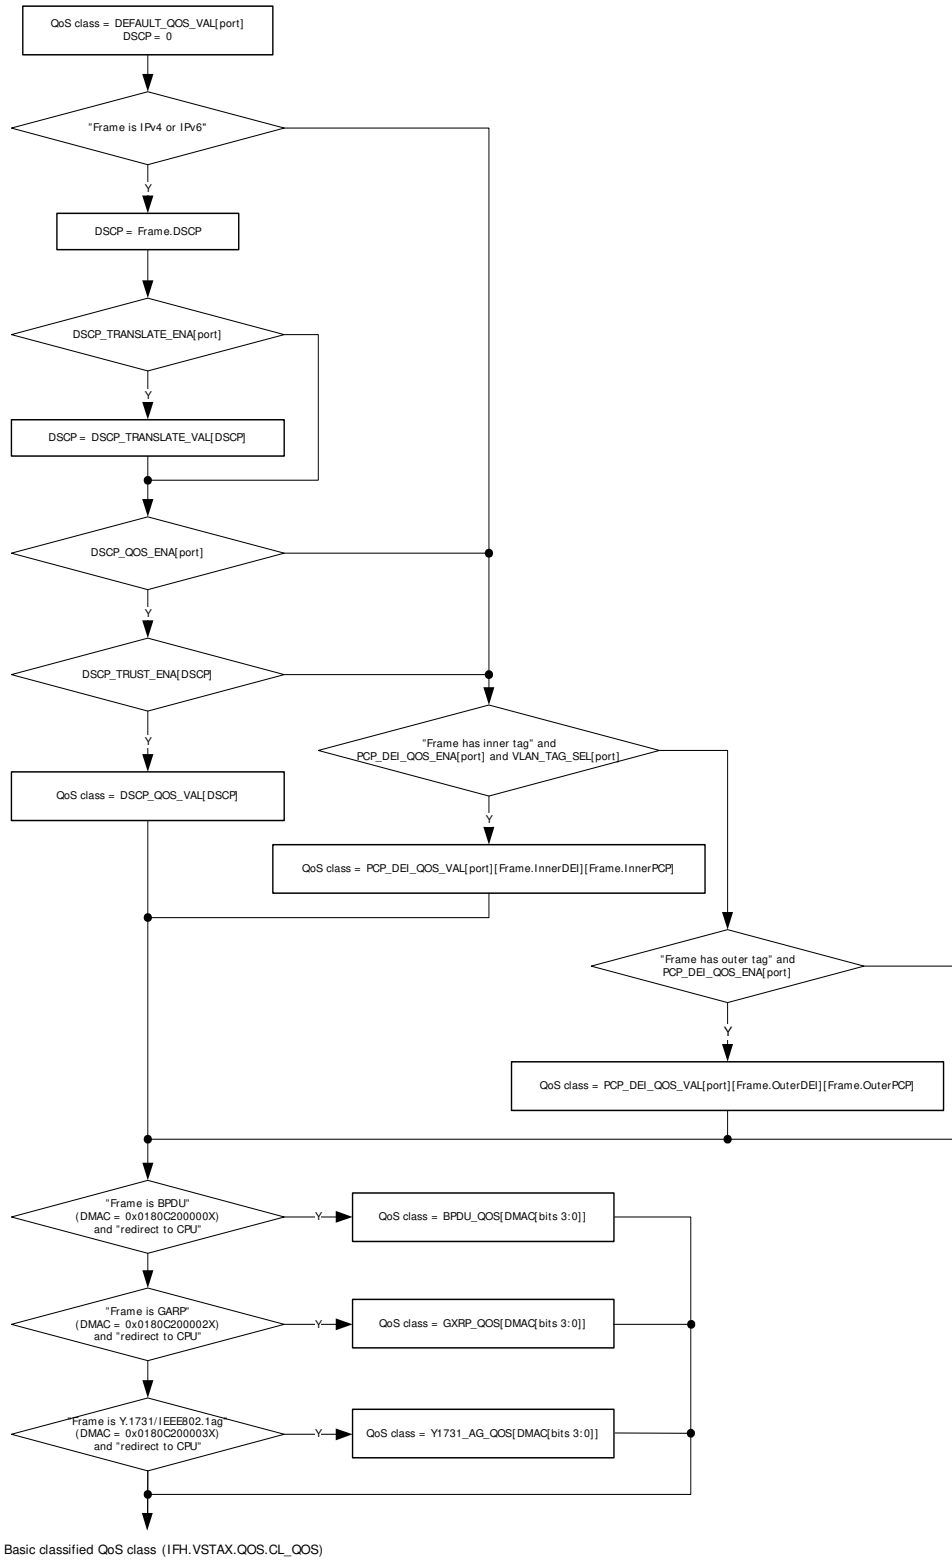 QoS class = DEFAULT_QOS_VAL[port]
DSCP = 0
"Frame is IPv4 or IPv6"
Y
DSCP = Frame.DSCP
DSCP_TRANSLATE_ENA[port]
Y
DSCP = DSCP_TRANSLATE_VAL[DSCP]
DSCP_QOS_ENA[port]
Y
DSCP_TRUST_ENA[DSCP]
Y
"Frame has inner tag" and
PCP_DEI_QOS_ENA[port] and VLAN_TAG_SEL[port]
QoS class = DSCP_QOS_VAL[DSCP]
Y
QoS class = PCP_DEI_QOS_VAL[port][Frame.InnerDEI][Frame.InnerPCP]
"Frame has outer tag" and
PCP_DEI_QOS_ENA[port]
Y
QoS class = PCP_DEI_QOS_VAL[port][Frame.OuterDEI][Frame.OuterPCP]
"Frame is BPDU"
(DMAC = 0x0180C200000X)
and "redirect to CPU"
Y
QoS class = BPDU_QOS[DMAC[bits 3:0]]
"Frame is GARP"
(DMAC = 0x0180C200002X)
and "redirect to CPU"
Y
QoS class = GXRP_QOS[DMAC[bits 3:0]]
"Frame is Y.1731/IEEE802.1ag"
(DMAC = 0x0180C200003X)
and "redirect to CPU"
Y
QoS class = Y1731_AG_QOS[DMAC[bits 3:0]]
Basic classified QoS class (IFH.VSTAX.QOS.CL_QOS)